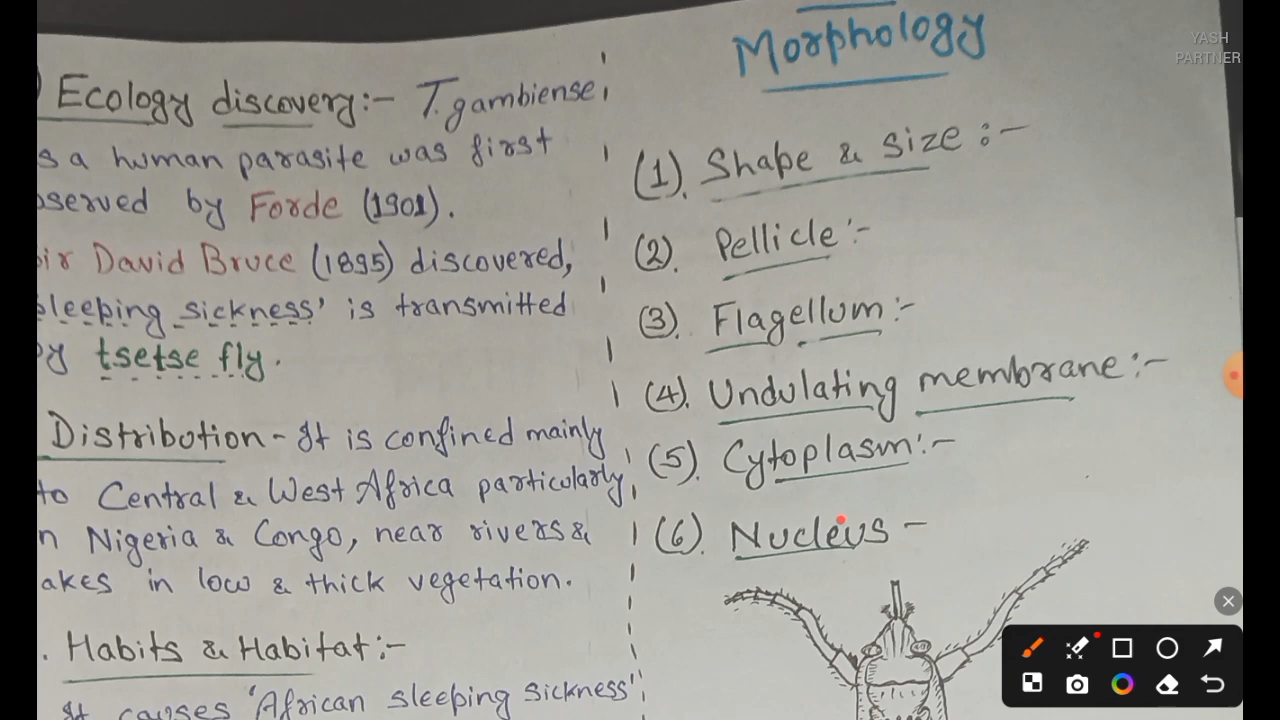 Ecology discovery:- T. gambiense
s a human parasite was first
bserved by Forde (1901).
ir David Bruce (1895) discovered,
sleeping sickness' is transmitted
by tsetse fly.
Distribution - It is confined mainly
to Central & West Africa particularly
n Nigeria & Congo, near rivers &
akes in low & thick vegetation.
. Habits & Habitat:-
It causes 'African sleeping sickness'
Morphology
(1). Shape & size :-
(2). Pellicle:-
(3). Flagellum:-
(4). Undulating membrane:-
(5). Cytoplasm:-
(6). Nucleus -
YASH
PARTNER